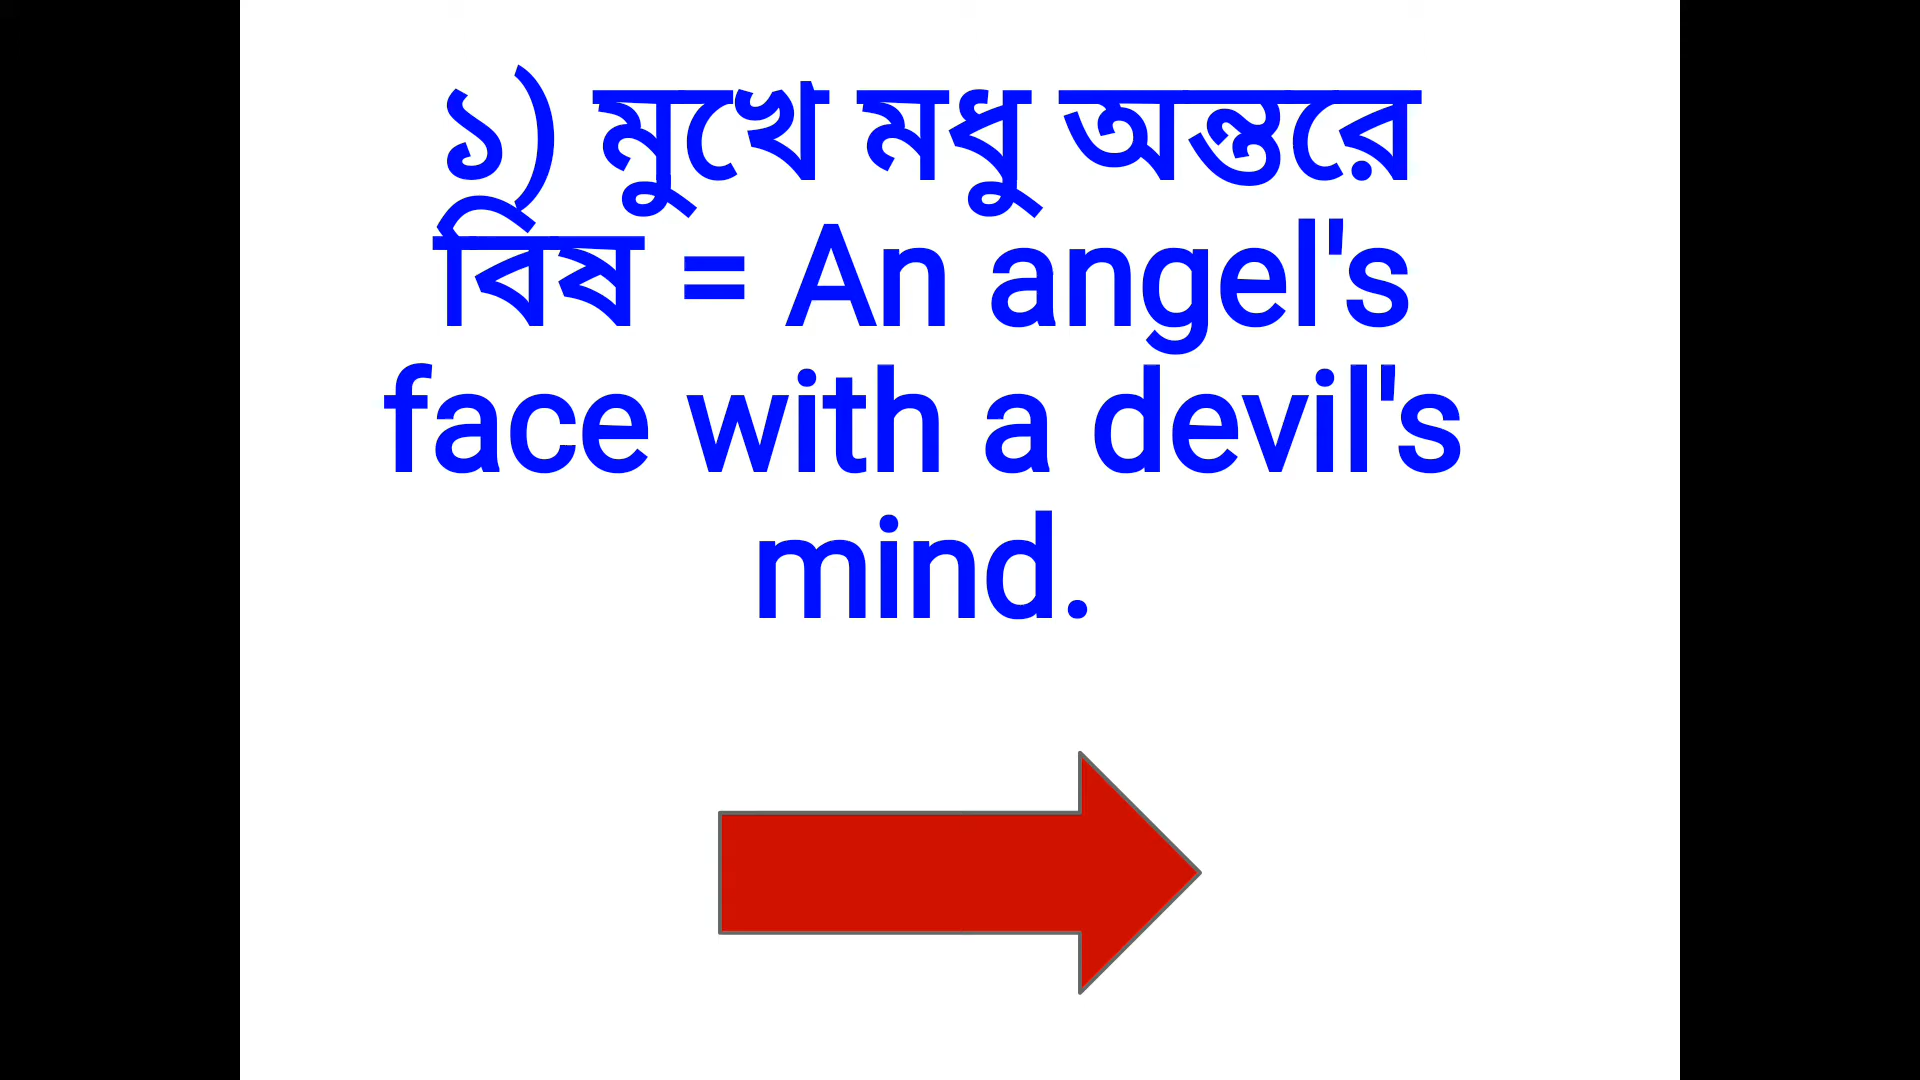 ১) মুখে মধু অন্তরে
বিষ = An angel's
face with a devil's
mind.